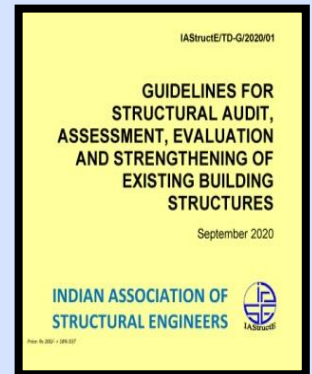 IAStructE/TD-G/2020/01
GUIDELINES FOR
STRUCTURAL AUDIT,
ASSESSMENT, EVALUATION
AND STRENGTHENING OF
EXISTING BUILDING
STRUCTURES
September 2020
INDIAN ASSOCIATION OF
STRUCTURAL ENGINEERS
IAStructE